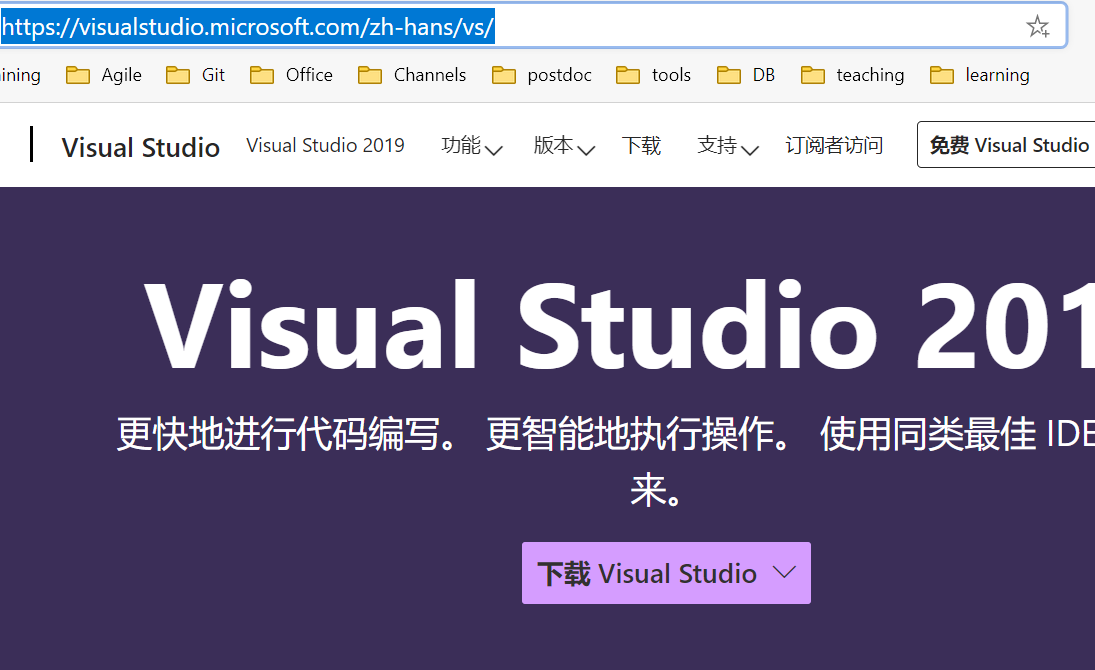 https://visualstudio.microsoft.com/zh-hans/vs/
ining Agile Git Office Channels postdoc tools DB teaching learning
Visual Studio Visual Studio 2019 功能 版本 下载 支持 订阅者访问 免费 Visual Studio
Visual Studio 201
更快地进行代码编写。 更智能地执行操作。 使用同类最佳 IDE
来。
下载 Visual Studio